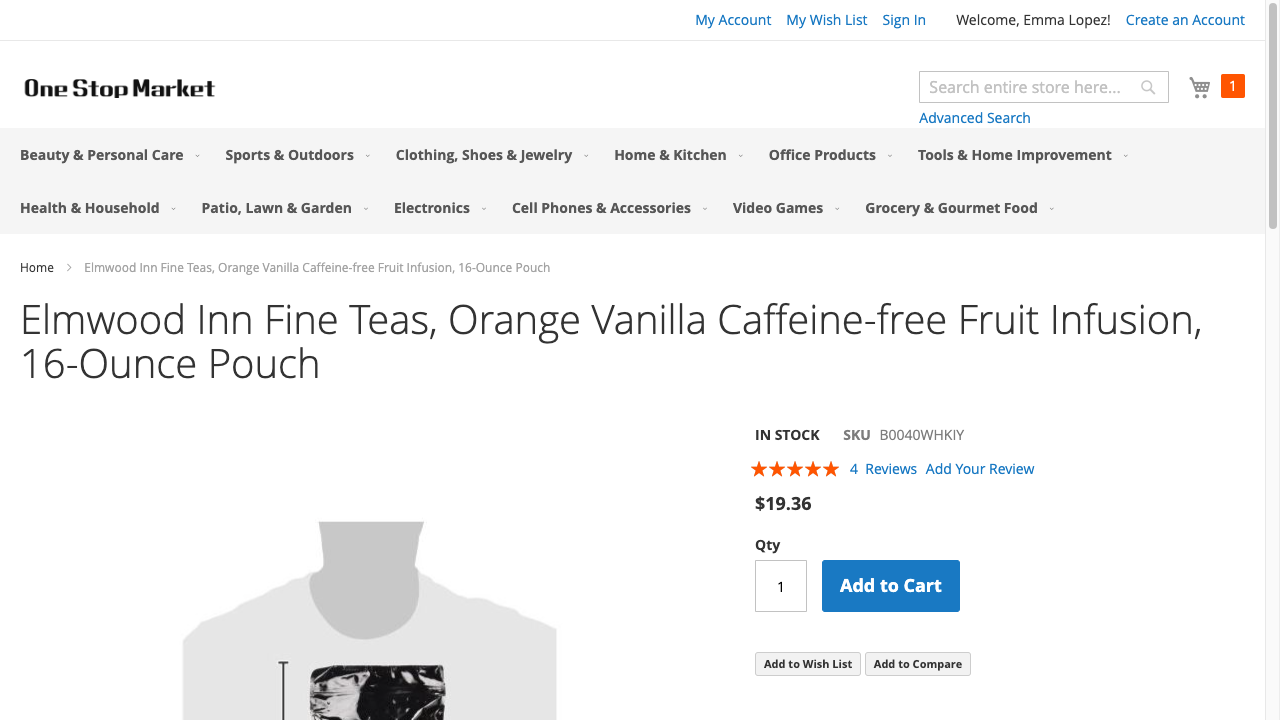 My Account My Wish List Sign In Welcome, Emma Lopez! Create an Account
One Stop Market
Search entire store here...
1
Advanced Search
Beauty & Personal Care Sports & Outdoors Clothing, Shoes & Jewelry Home & Kitchen Office Products Tools & Home Improvement
Health & Household Patio, Lawn & Garden Electronics Cell Phones & Accessories Video Games Grocery & Gourmet Food
Home Elmwood Inn Fine Teas, Orange Vanilla Caffeine-free Fruit Infusion, 16-Ounce Pouch
Elmwood Inn Fine Teas, Orange Vanilla Caffeine-free Fruit Infusion,
16-Ounce Pouch
IN STOCK SKU B0040WHKIY
4 Reviews Add Your Review
$19.36
Qty
1 Add to Cart
Add to Wish List Add to Compare